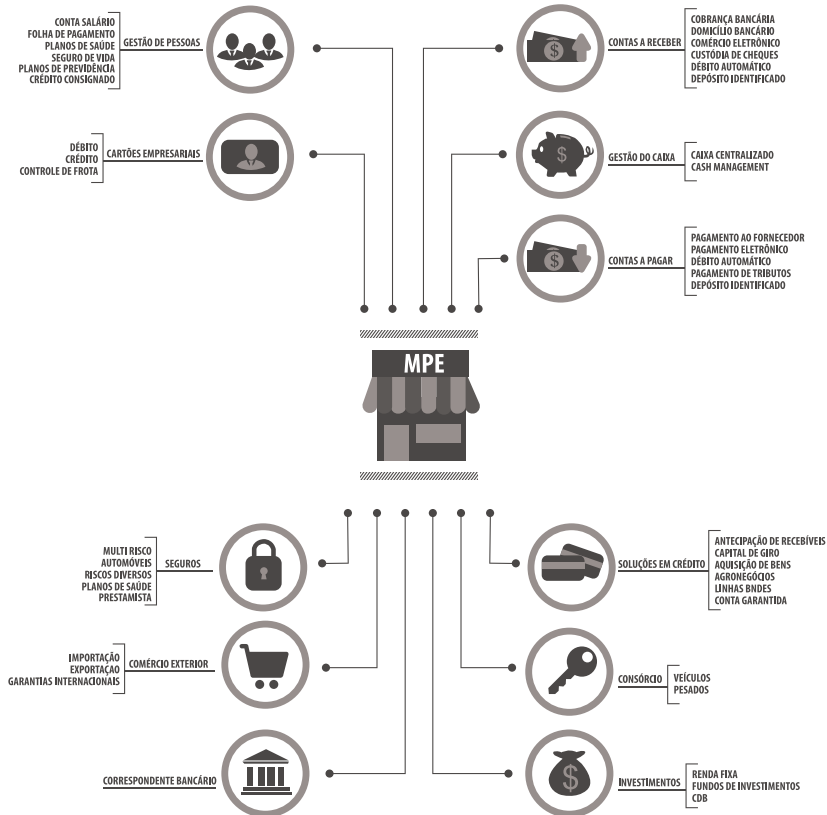 CONTA SALÁRIO
FOLHA DE PAGAMENTO
PLANOS DE SAÚDE
SEGURO DE VIDA
PLANOS DE PREVIDÊNCIA
CRÉDITO CONSIGNADO
GESTÃO DE PESSOAS
DÉBITO
CRÉDITO
CONTROLE DE FROTA
CARTÕES EMPRESARIAIS
$
CONTAS A RECEBER
COBRANÇA BANCÁRIA
DOMICÍLIO BANCÁRIO
COMÉRCIO ELETRÔNICO
CUSTÓDIA DE CHEQUES
DÉBITO AUTOMÁTICO
DEPÓSITO IDENTIFICADO
$
GESTÃO DO CAIXA
CAIXA CENTRALIZADO
CASH MANAGEMENT
$
CONTAS A PAGAR
PAGAMENTO AO FORNECEDOR
PAGAMENTO ELETRÔNICO
DÉBITO AUTOMÁTICO
PAGAMENTO DE TRIBUTOS
DEPÓSITO IDENTIFICADO
MPE
MULTI RISCO
AUTOMÓVEIS
RISCOS DIVERSOS
PLANOS DE SAÚDE
PRESTAMISTA
SEGUROS
IMPORTAÇÃO
EXPORTAÇAO
GARANTIAS INTERNACIONAIS
COMÉRCIO EXTERIOR
CORRESPONDENTE BANCÁRIO
SOLUÇÕES EM CRÉDITO
ANTECIPAÇÃO DE RECEBÍVEIS
CAPITAL DE GIRO
AQUISIÇÃO DE BENS
AGRONEGÓCIOS
LINHAS BNDES
CONTA GARANTIDA
CONSÓRCIO
VEÍCULOS
PESADOS
$
INVESTIMENTOS
RENDA FIXA
FUNDOS DE INVESTIMENTOS
CDB